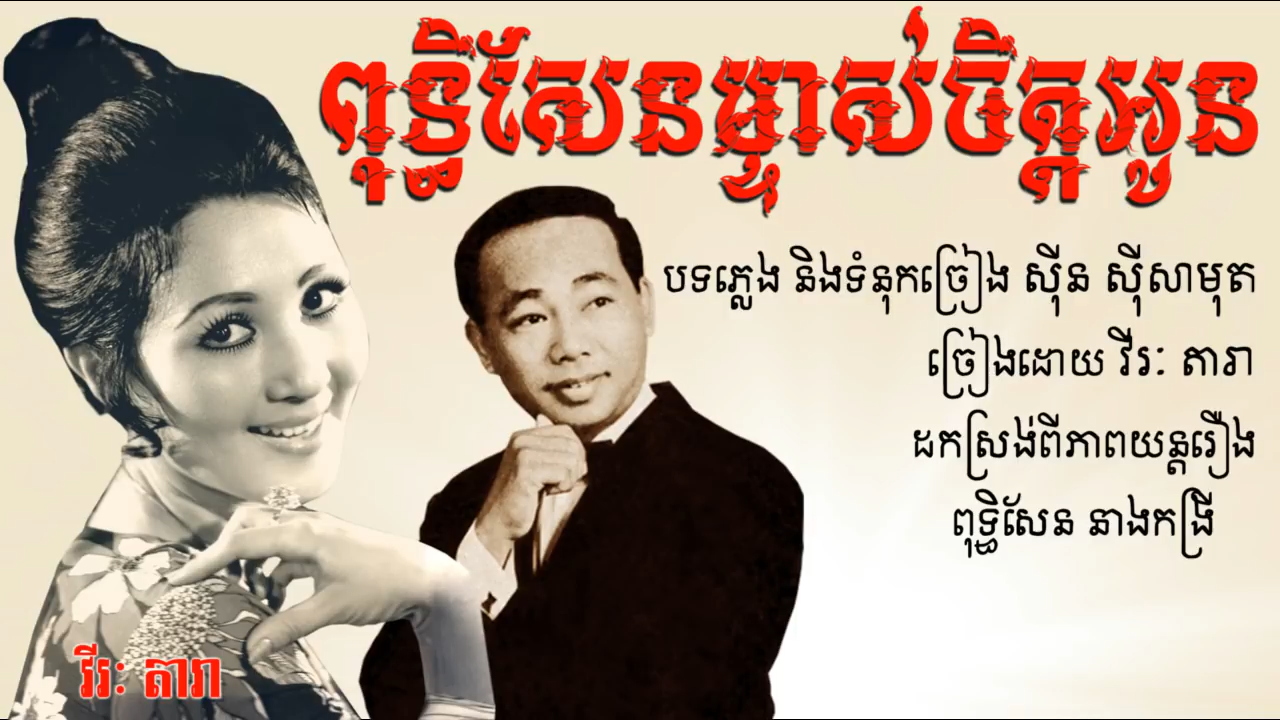 ពុទ្ធិសែនម្ចាស់ចិត្តអូន
បទភ្លេង និងទំនុកច្រៀង ស៊ីន ស៊ីសាមុត
ច្រៀងដោយ វីរៈ តារា
ដកស្រង់ពីភាពយន្តរឿង
ពុទ្ធិសែន នាងកង្រី
វីរៈ តារា